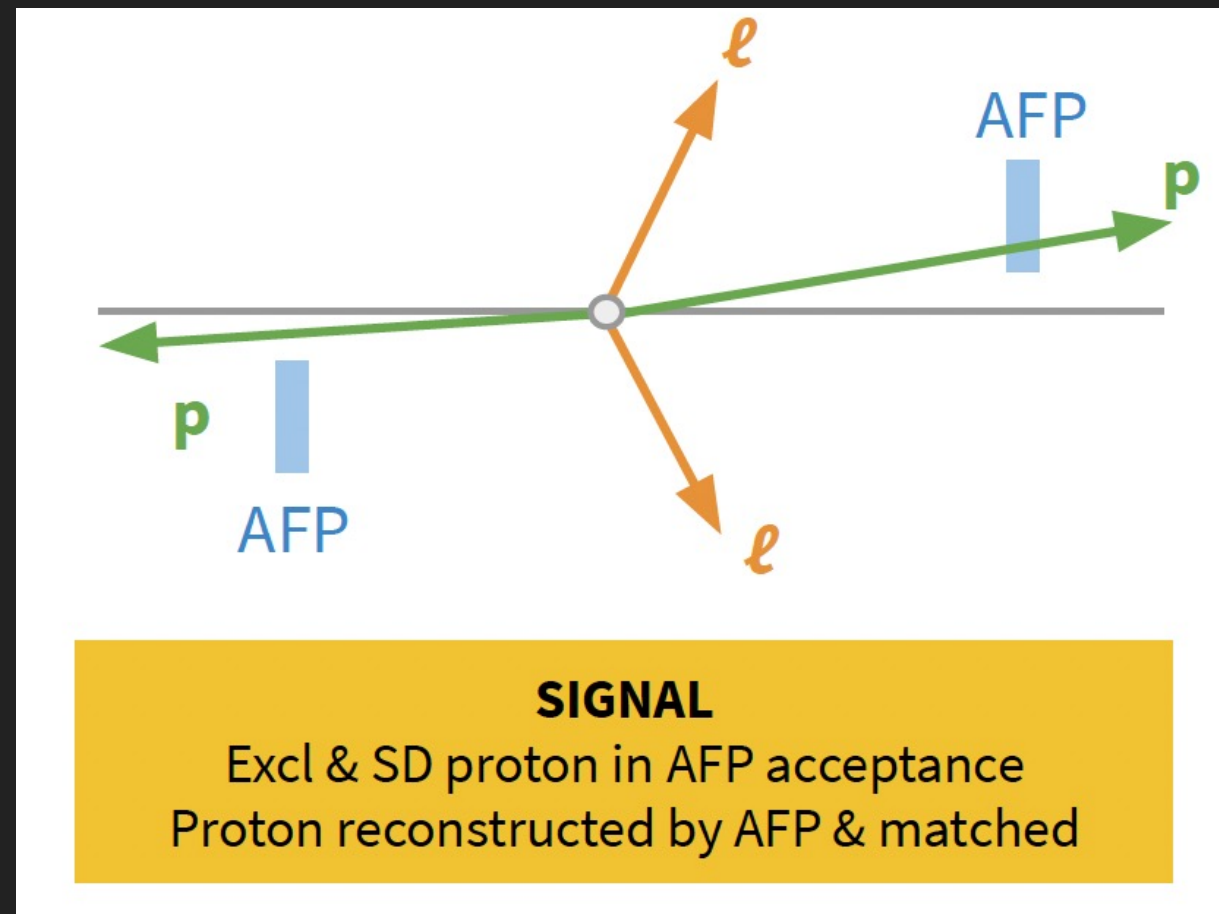 ℓ
AFP
p
p
AFP
ℓ
SIGNAL
Excl & SD proton in AFP acceptance
Proton reconstructed by AFP & matched